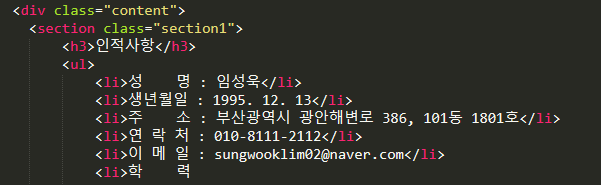 <div class="content">
<section class="section1">
<h3>인적사항</h3>
<ul>
<li>성    명 : 임성욱</li>
<li>생년월일 : 1995. 12. 13</li>
<li>주    소 : 부산광역시 광안해변로 386, 101동 1801호</li>
<li>연 락 처 : 010-8111-2112</li>
<li>이 메 일 : sungwooklim02@naver.com</li>
<li>학    력